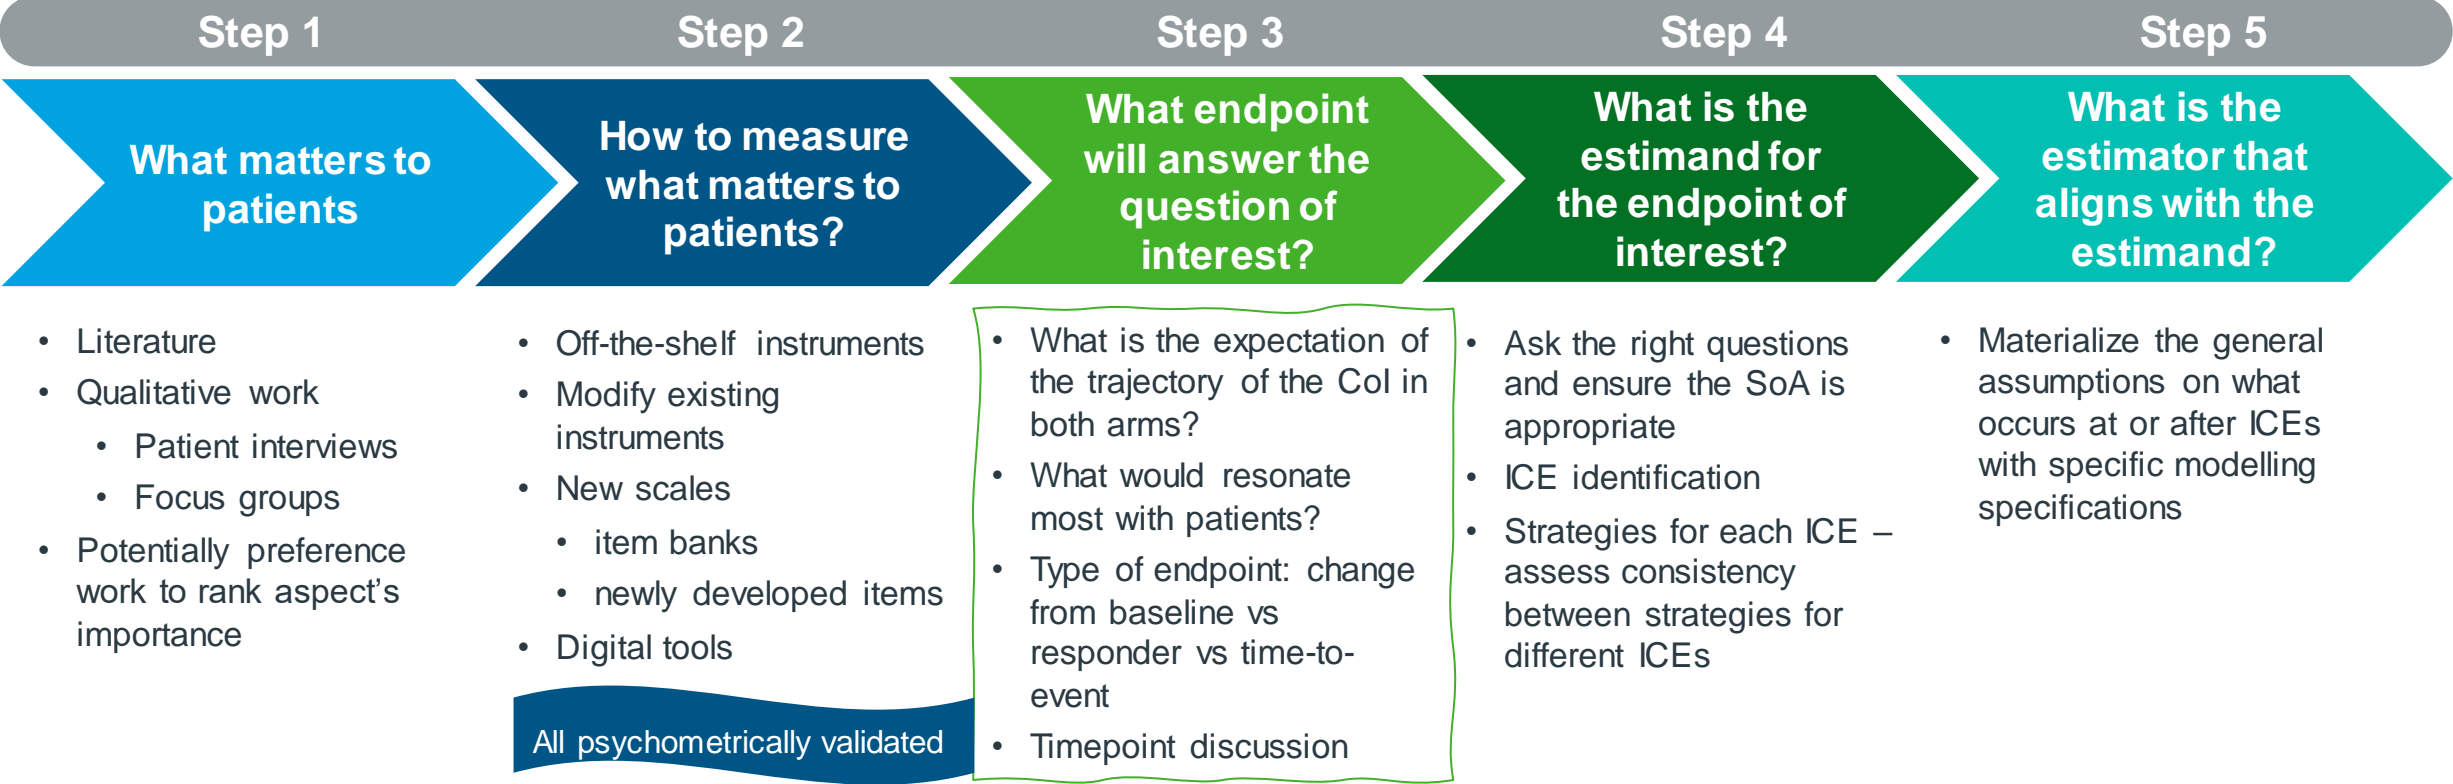 Step 1
Step 2
Step 3
Step 4
Step 5
What matters to
patients
How to measure
what matters to
patients?
What endpoint
will answer the
question of
interest?
What is the
estimand for
the endpoint of
interest?
What is the
estimator that
aligns with the
estimand?
• Literature
• Qualitative work
• Patient interviews
• Focus groups
• Potentially preference
work to rank aspect’s
importance
• Off-the-shelf instruments
• Modify existing
instruments
• New scales
• item banks
• newly developed items
• Digital tools
All psychometrically validated
• What is the expectation of
the trajectory of the CoI in
both arms?
• What would resonate
most with patients?
• Type of endpoint: change
from baseline vs
responder vs time-to-
event
• Timepoint discussion
• Ask the right questions
and ensure the SoA is
appropriate
• ICE identification
• Strategies for each ICE –
assess consistency
between strategies for
different ICEs
• Materialize the general
assumptions on what
occurs at or after ICEs
with specific modelling
specifications